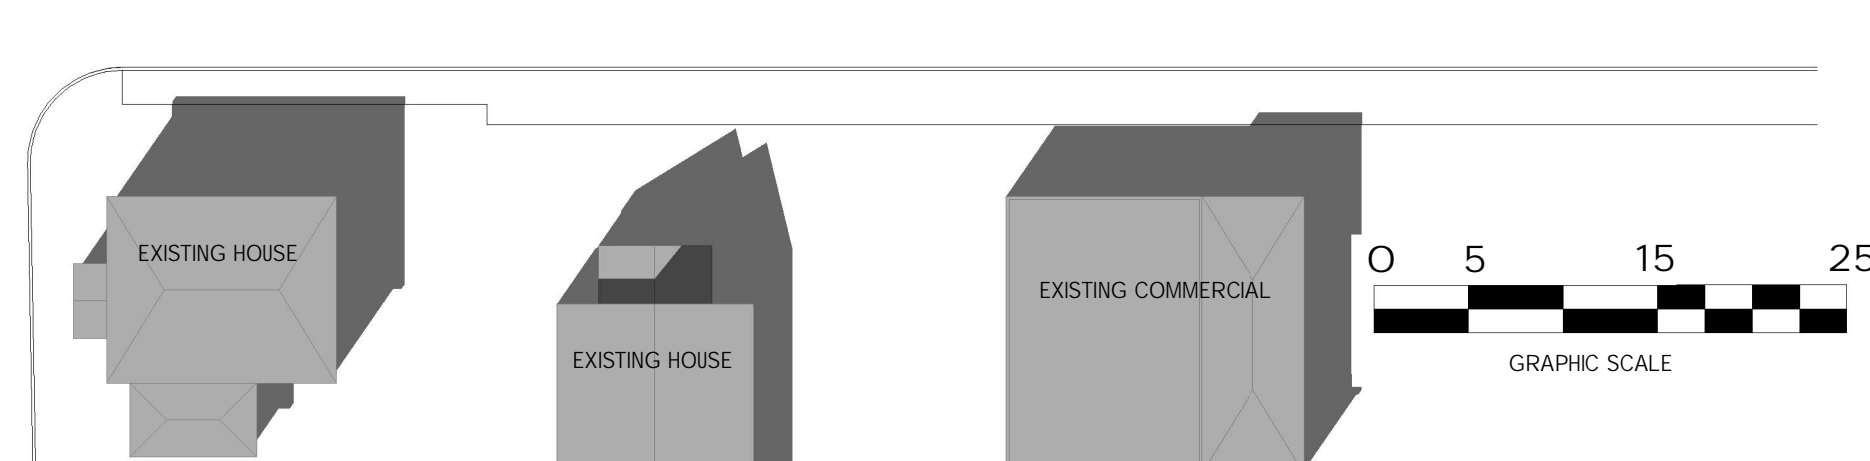 EXISTING HOUSE
EXISTING HOUSE
EXISTING COMMERCIAL
0 5 15 25
GRAPHIC SCALE